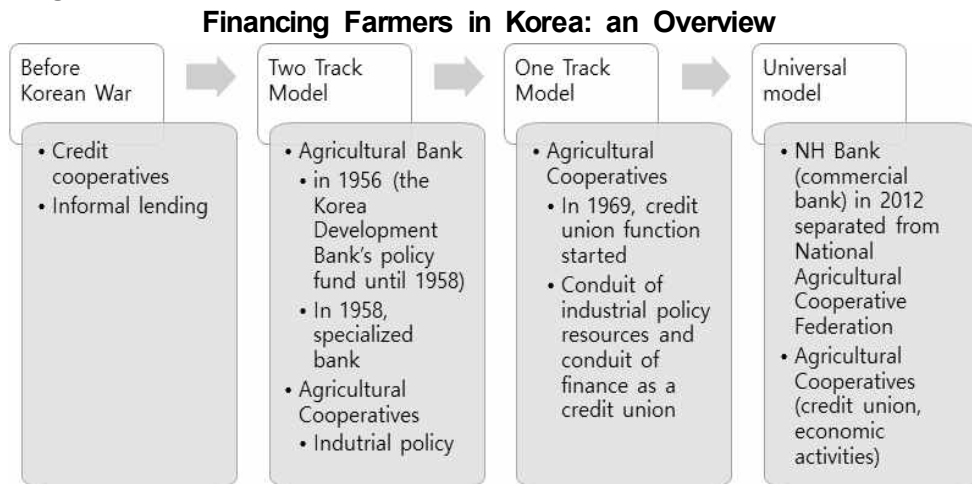 Financing Farmers in Korea: an Overview
Before
Korean War
• Credit
cooperatives
• Informal lending
Two Track
Model
• Agricultural Bank
• in 1956 (the
Korea
Development
Bank's policy
fund until 1958)
• In 1958,
specialized
bank
• Agricultural
Cooperatives
• Indutrial policy
One Track
Model
• Agricultural
Cooperatives
• In 1969, credit
union function
started
• Conduit of
industrial policy
resources and
conduit of
finance as a
credit union
Universal
model
• NH Bank
(commercial
bank) in 2012
separated from
National
Agricultural
Cooperative
Federation
• Agricultural
Cooperatives
(credit union,
economic
activities)